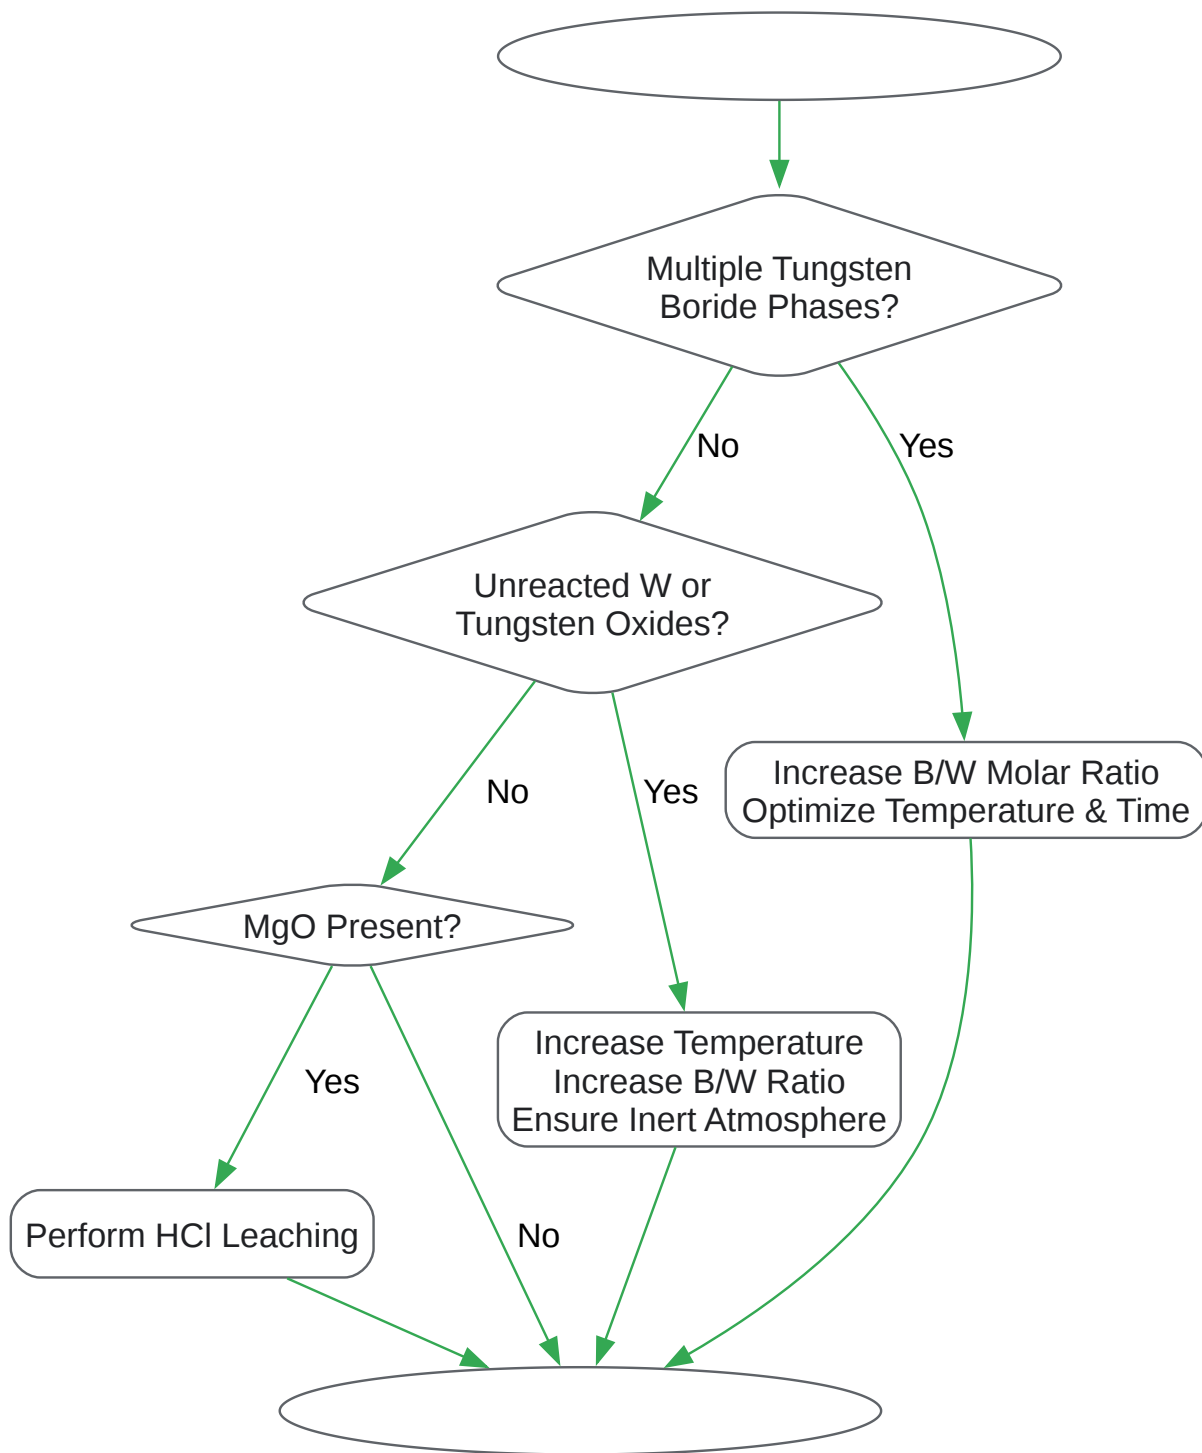 Multiple Tungsten
Boride Phases?
No
Yes
Unreacted W or
Tungsten Oxides?
Increase B/W Molar Ratio
Optimize Temperature & Time
No
Yes
MgO Present?
Increase Temperature
Increase B/W Ratio
Ensure Inert Atmosphere
Yes
Perform HCl Leaching
No